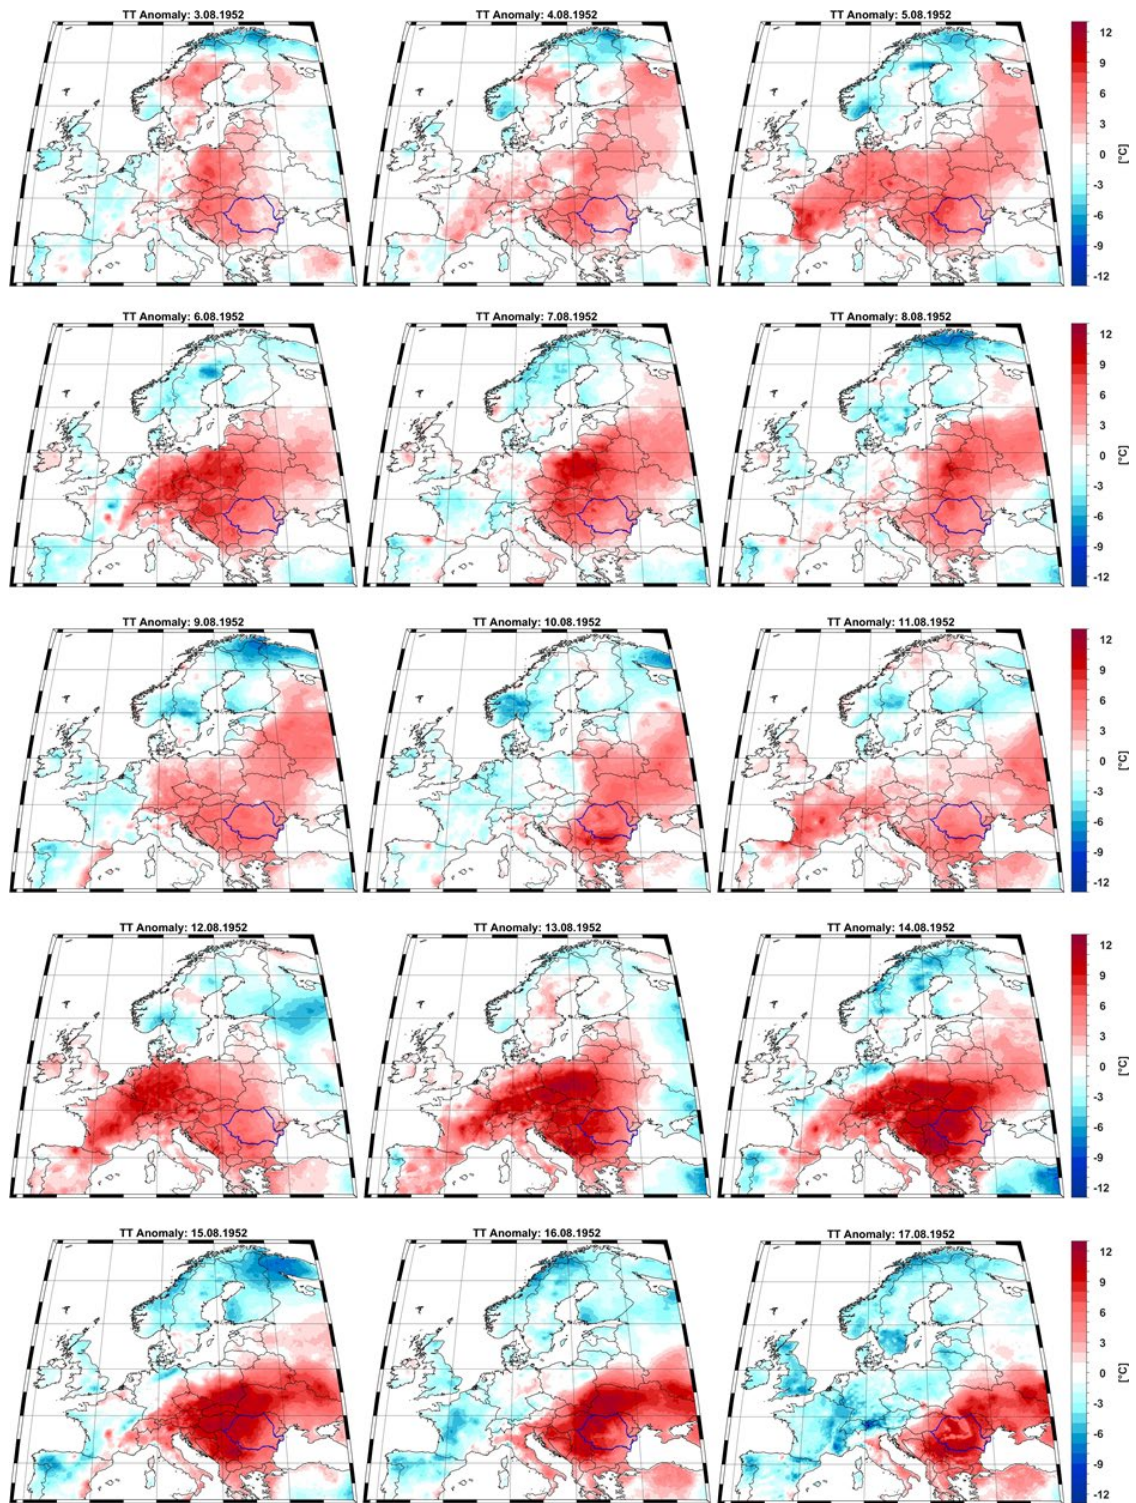 TT Anomaly: 3.08.1952
TT Anomaly: 4.08.1952
TT Anomaly: 5.08.1952
12
9
6
3
0
-3
-6
-9
-12
[°C]
TT Anomaly: 6.08.1952
TT Anomaly: 7.08.1952
TT Anomaly: 8.08.1952
12
9
6
3
0
-3
-6
-9
-12
[°C]
TT Anomaly: 9.08.1952
TT Anomaly: 10.08.1952
TT Anomaly: 11.08.1952
12
9
6
3
0
-3
-6
-9
-12
[°C]
TT Anomaly: 12.08.1952
TT Anomaly: 13.08.1952
TT Anomaly: 14.08.1952
12
9
6
3
0
-3
-6
-9
-12
[°C]
TT Anomaly: 15.08.1952
TT Anomaly: 16.08.1952
TT Anomaly: 17.08.1952
12
9
6
3
0
-3
-6
-9
-12
[°C]